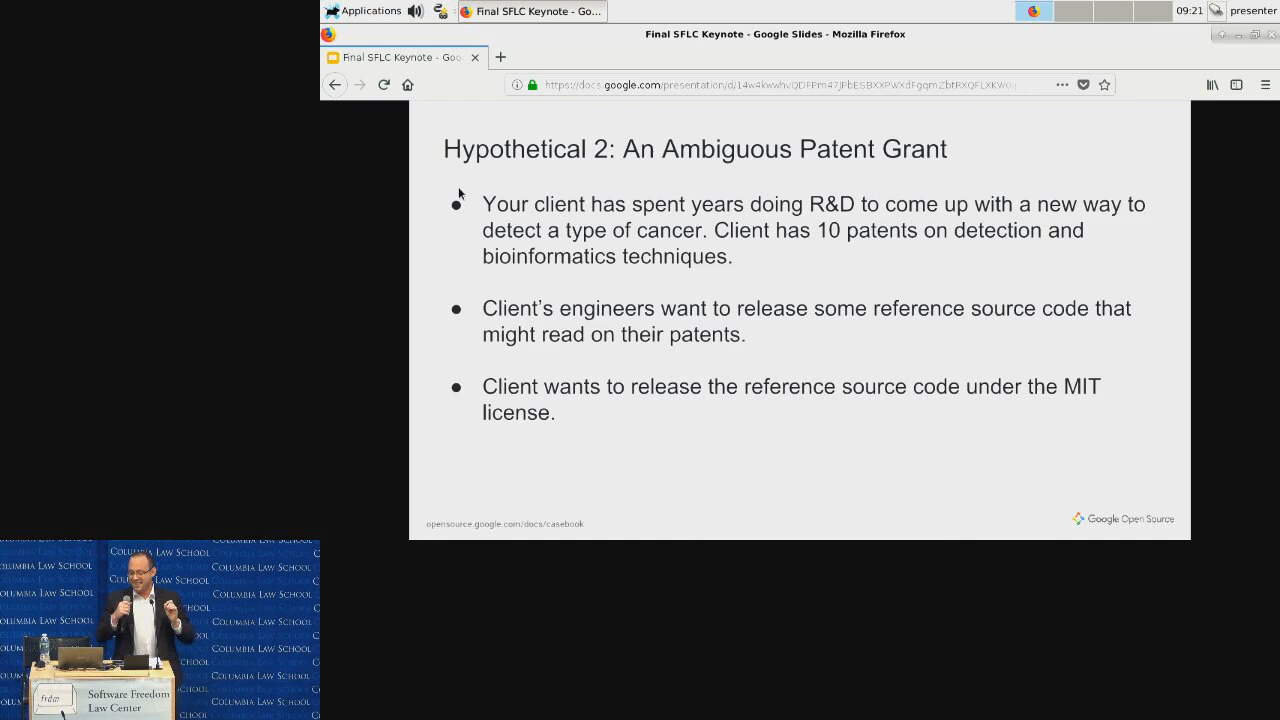 Applications
Final SFLC Keynote - Go...
09:21
presenter
Final SFLC Keynote - Google Slides - Mozilla Firefox
Final SFLC Keynote - Goo
Hypothetical 2: An Ambiguous Patent Grant
● Your client has spent years doing R&D to come up with a new way to
detect a type of cancer. Client has 10 patents on detection and
bioinformatics techniques.
● Client’s engineers want to release some reference source code that
might read on their patents.
● Client wants to release the reference source code under the MIT
license.
opensource.google.com/docs/casebook
Google Open Source
COLUMBIA LAW SCHOOL
frdm
Software Freedom
Law Center